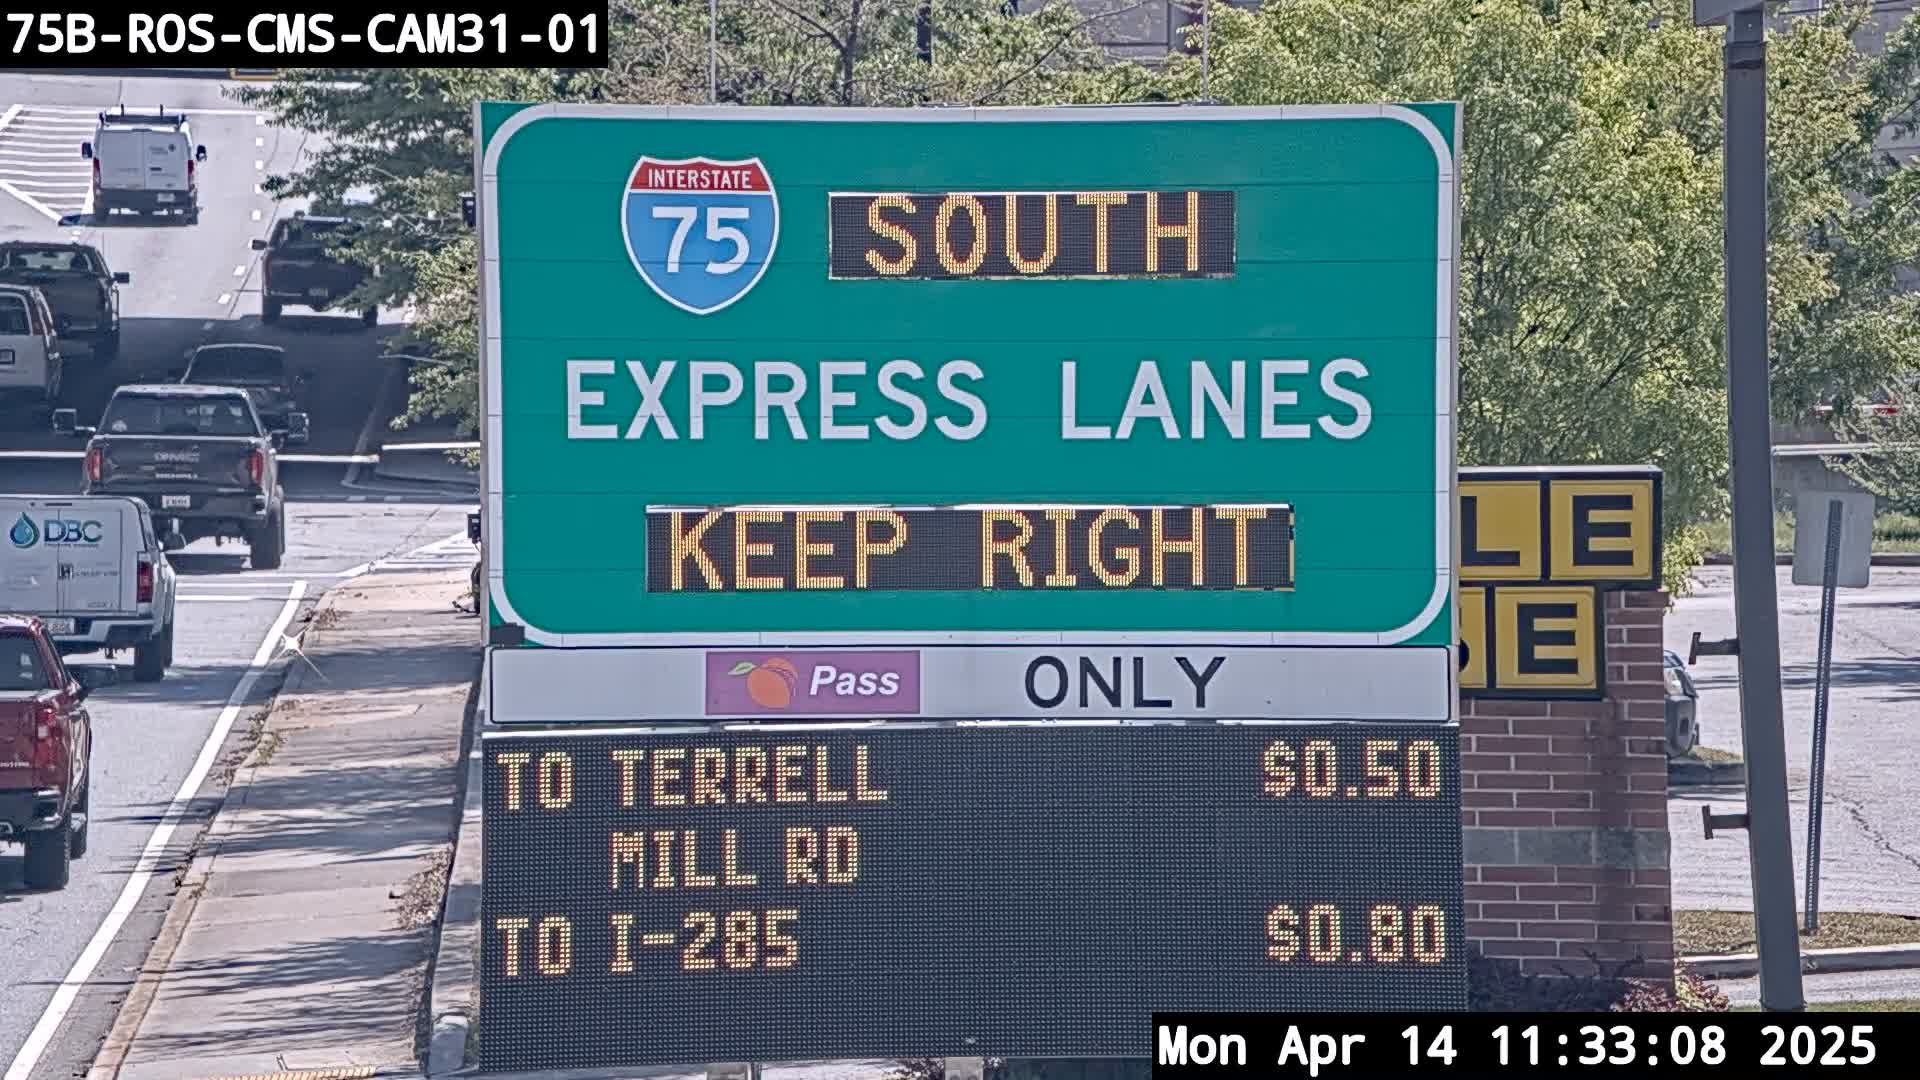 75B-ROS-CMS-CAM31-01
INTERSTATE
75
SOUTH
EXPRESS LANES
KEEP RIGHT
Pass ONLY
TO TERRELL $0.50
MILL RD
TO I-285 $0.80
DBC
LE
E
Mon Apr 14 11:33:08 2025